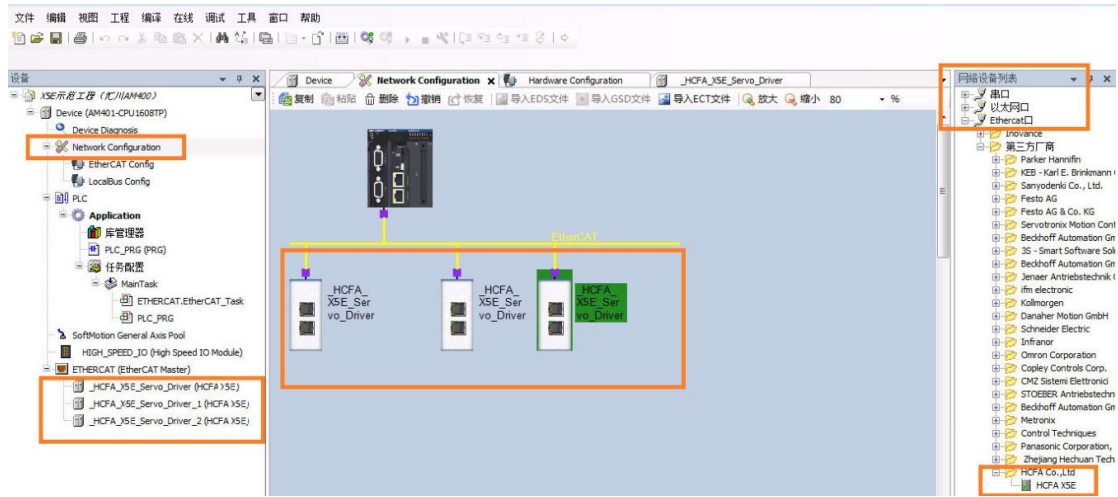 文件 编辑 视图 工程 编译 在线 调试 工具 窗口 帮助
设备
X5E示范工程（汇川AM400）
Device (AM401-CPU1608TP)
Device Diagnosis
Network Configuration
EtherCAT Config
LocalBus Config
PLC
Application
库管理器
PLC_PRG (PRG)
任务配置
MainTask
ETHERCAT.EtherCAT_Task
PLC_PRG
SoftMotion General Axis Pool
HIGH_SPEED_IO (High Speed IO Module)
ETHERCAT (EtherCAT Master)
_HCFA_X5E_Servo_Driver (HCFA X5E)
_HCFA_X5E_Servo_Driver_1 (HCFA X5E)
_HCFA_X5E_Servo_Driver_2 (HCFA X5E)
Device Network Configuration Hardware Configuration _HCFA_X5E_Servo_Driver
复制 粘贴 删除 撤销 恢复 导入EDS文件 导入GSD文件 导入ECT文件 放大 缩小 80 %
EtherCAT
_HCFA_
X5E_Ser
vo_Driver
_HCFA_
X5E_Ser
vo_Driver
_HCFA_
X5E_Ser
vo_Driver
网络设备列表
串口
以太网口
Ethercat口
Inovance
第三方厂商
Parker Hannifin
KEB - Karl E. Brinkmann
Sanyodenki Co., Ltd.
Festo AG
Festo AG & Co. KG
Servotronix Motion Cont
Beckhoff Automation Gm
3S - Smart Software Solu
Beckhoff Automation Gm
Jenaer Antriebstechnik
ifm electronic
Kollmorgen
Danaher Motion GmbH
Schneider Electric
Infranor
Omron Corporation
Copley Controls Corp.
CMZ Sistemi Elettronici
STOEBER Antriebstechn
Beckhoff Automation Gm
Metronix
Control Techniques
Panasonic Corporation,
Zhejiang Hechuan Tech
HCFA Co.,Ltd
HCFA X5E